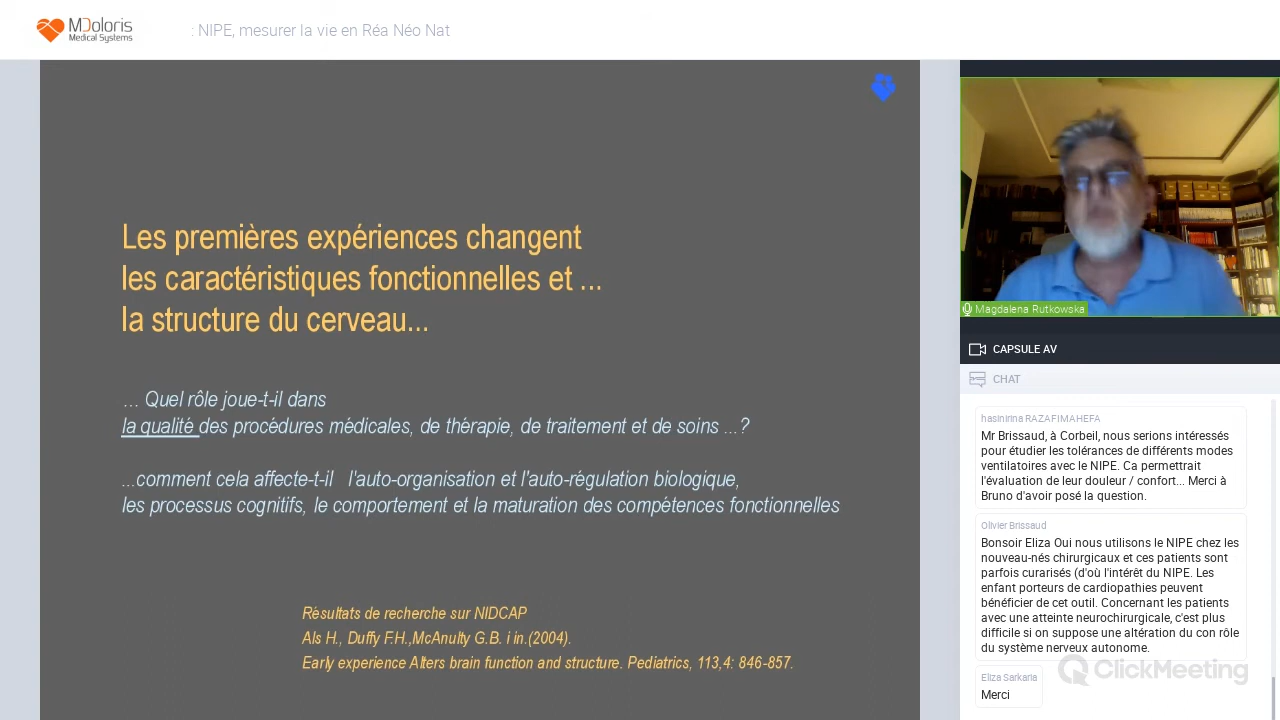 MDoloris
Medical Systems
: NIPE, mesurer la vie en Réa Néo Nat
Les premières expériences changent
les caractéristiques fonctionnelles et ...
la structure du cerveau...
... Quel rôle joue-t-il dans
la qualité des procédures médicales, de thérapie, de traitement et de soins ...?
...comment cela affecte-t-il l'auto-organisation et l'auto-régulation biologique,
les processus cognitifs, le comportement et la maturation des compétences fonctionnelles
Résultats de recherche sur NIDCAP
Als H., Duffy F.H.,McAnulty G.B. i in.(2004).
Early experience Alters brain function and structure. Pediatrics, 113,4: 846-857.
Magdalena Rutkowska
CAPSULE AV
CHAT
hasinirina RAZAFIMAHEFA
Mr Brissaud, à Corbeil, nous serions intéressés
pour étudier les tolérances de différents modes
ventilatoires avec le NIPE. Ca permettrait
l'évaluation de leur douleur / confort... Merci à
Bruno d'avoir posé la question.
Olivier Brissaud
Bonsoir Eliza Oui nous utilisons le NIPE chez les
nouveau-nés chirurgicaux et ces patients sont
parfois curarisés (d'où l'intérêt du NIPE. Les
enfant porteurs de cardiopathies peuvent
bénéficier de cet outil. Concernant les patients
avec une atteinte neurochirurgicale, c'est plus
difficile si on suppose une altération du con rôle
du système nerveux autonome.
ClickMeeting
Eliza Sarkaria
Merci